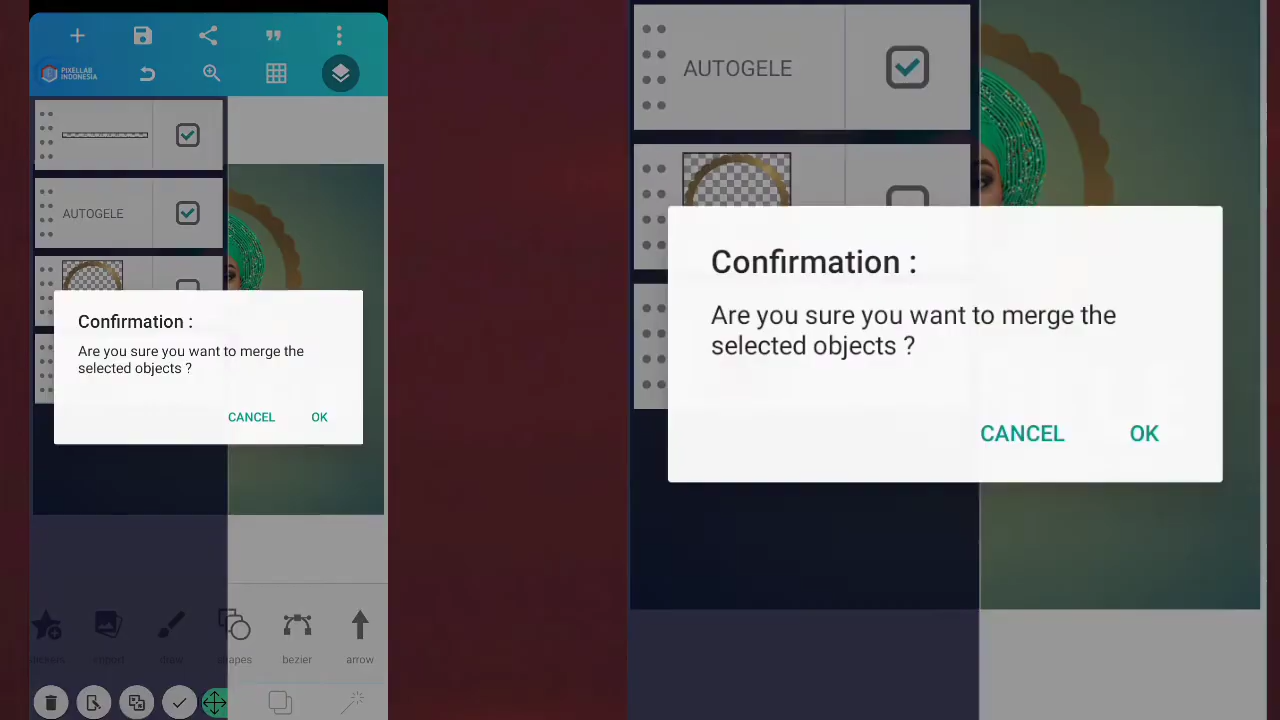 PIXELLAB
INDONESIA
AUTOGELE
Confirmation :
Are you sure you want to merge the
selected objects ?
CANCEL OK
stickers import draw shapes bezier arrow
AUTOGELE
Confirmation :
Are you sure you want to merge the
selected objects ?
CANCEL OK